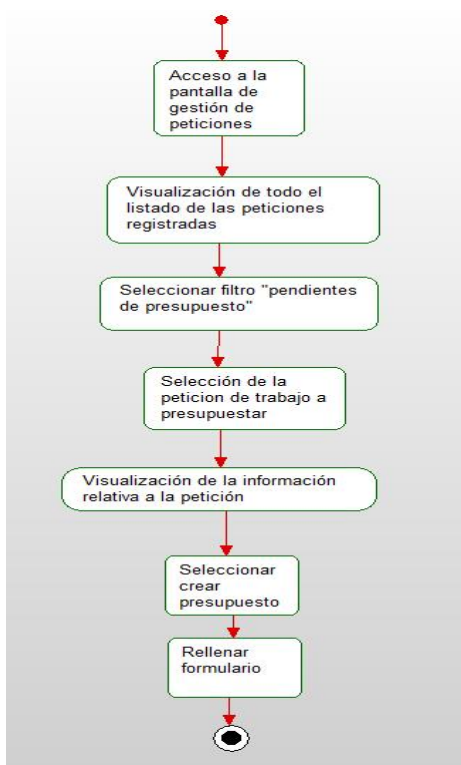 Acceso a la
pantalla de
gestión de
peticiones
Visualización de todo el
listado de las peticiones
registradas
Seleccionar filtro "pendientes
de presupuesto"
Selección de la
peticion de trabajo a
presupuestar
Visualización de la información
relativa a la petición
Seleccionar
crear
presupuesto
Rellenar
formulario